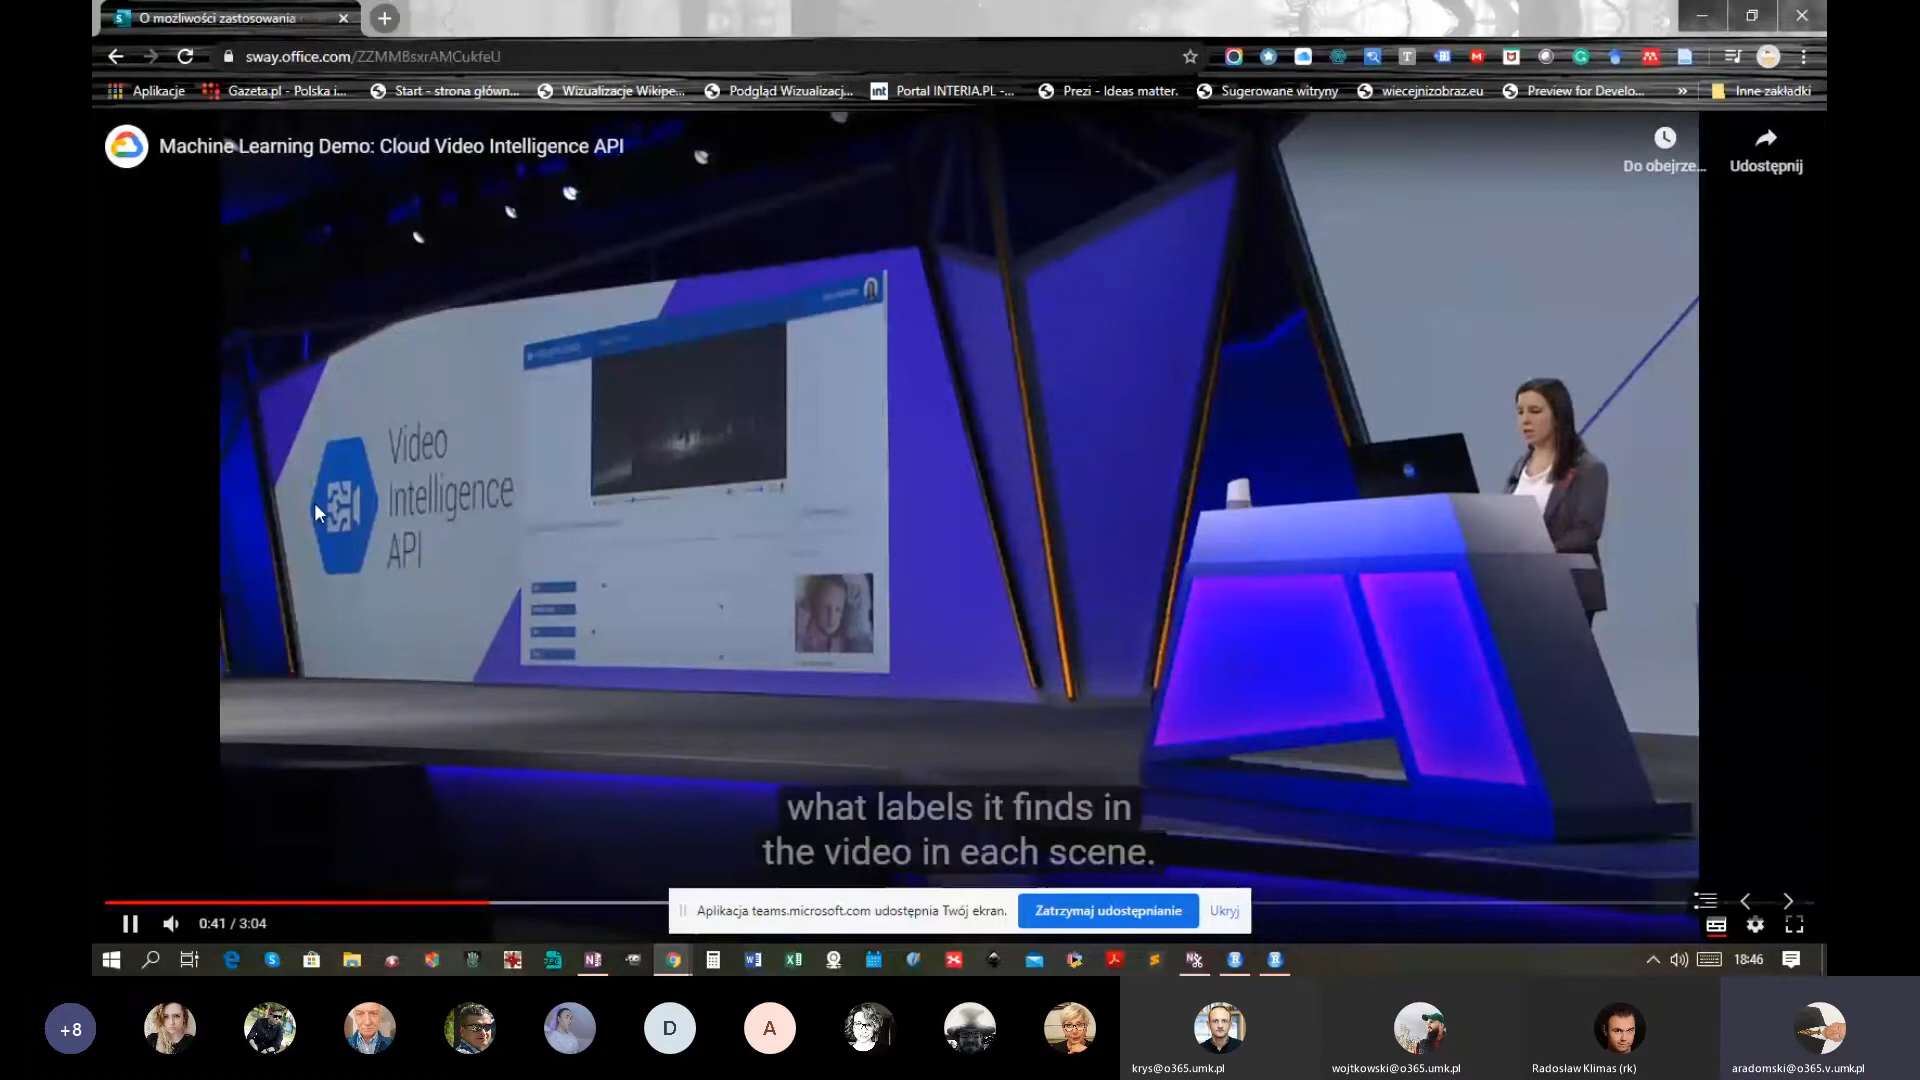 O możliwości zastosowania
sway.office.com/ZZMMBsxrAMCukfeU
Aplikacje
Gazeta.pl - Polska i...
Start - strona główn...
Wizualizacje Wikipe...
Podgląd Wizualizacj...
int
Portal INTERIA.PL -...
Prezi - Ideas matter.
Sugerowane witryny
wiecejnizobraz.eu
Preview for Develo...
»
Inne zakładki
Machine Learning Demo: Cloud Video Intelligence API
Do obejrze...
Udostępnij
Video
Intelligence
API
what labels it finds in
the video in each scene.
Aplikacja teams.microsoft.com udostępnia Twój ekran.
Zatrzymaj udostępnianie
Ukryj
0:41 / 3:04
18:46
+8
D
A
krys@o365.umk.pl
wojtkowski@o365.umk.pl
Radosław Klimas (rk)
aradomski@o365.v.umk.pl